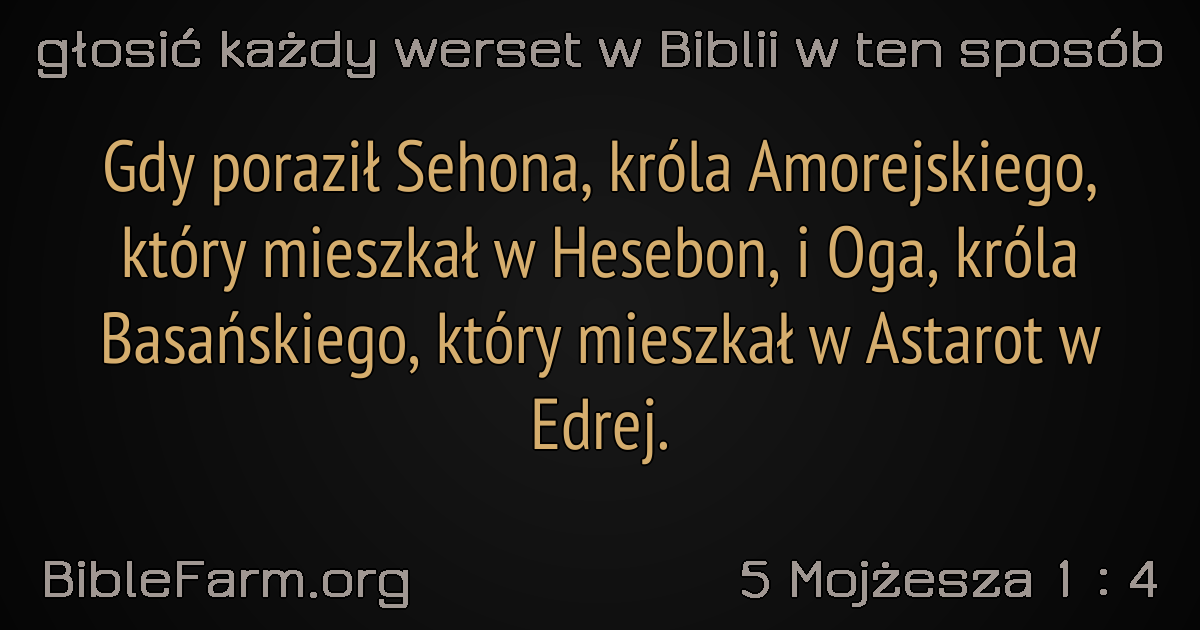 głosić każdy werset w Biblii w ten sposób
Gdy poraził Sehona, króla Amorejskiego,
który mieszkał w Hesebon, i Oga, króla
Basańskiego, który mieszkał w Astarot w
Edrej.
BibleFarm.org
5 Mojżesza 1 : 4